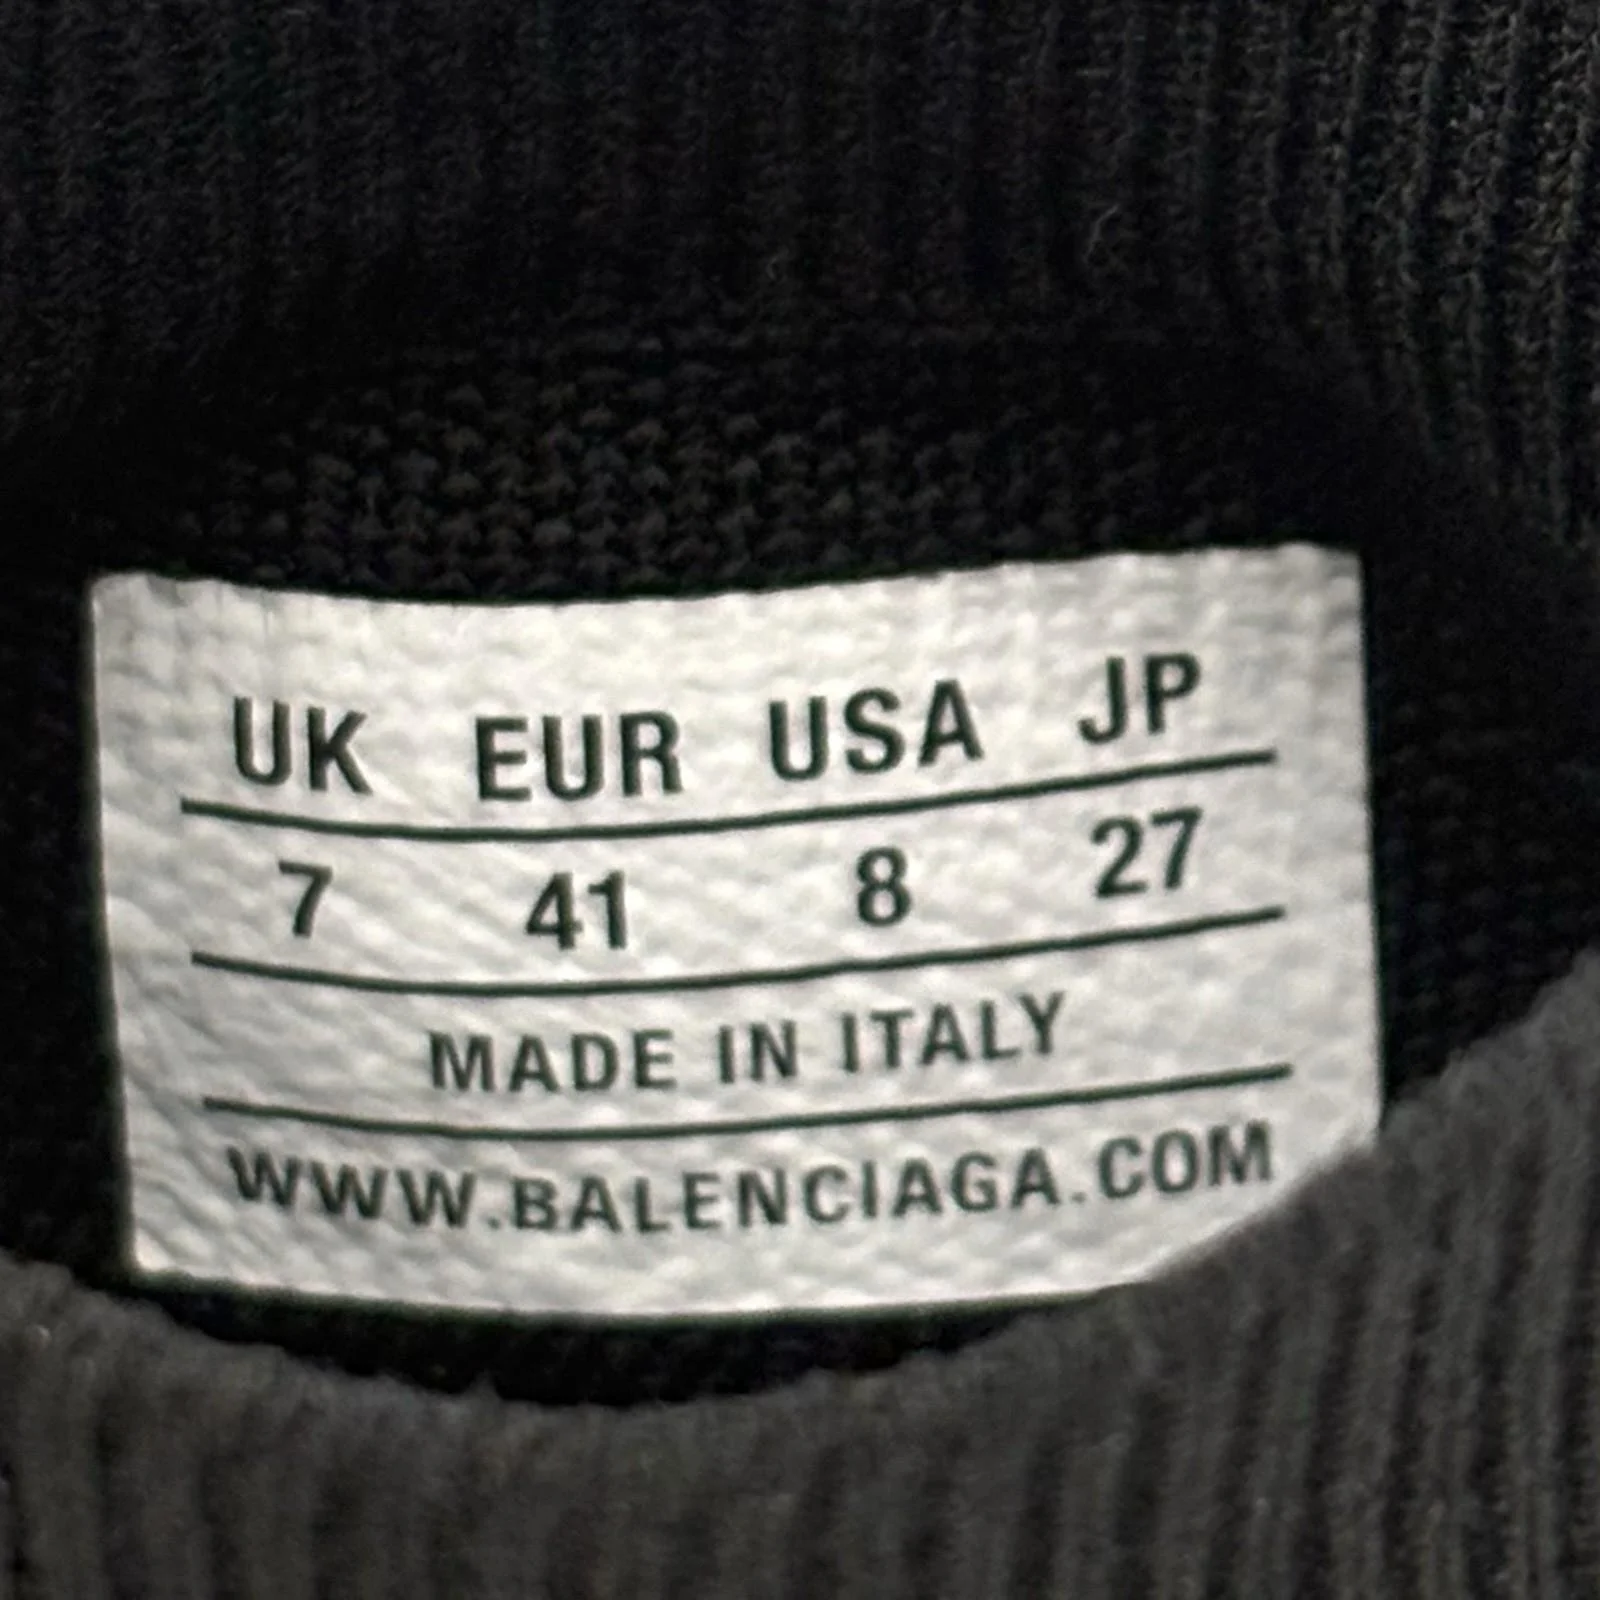 UK EUR USA JP
7 41 8 27
MADE IN ITALY
WWW.BALENCIAGA.COM